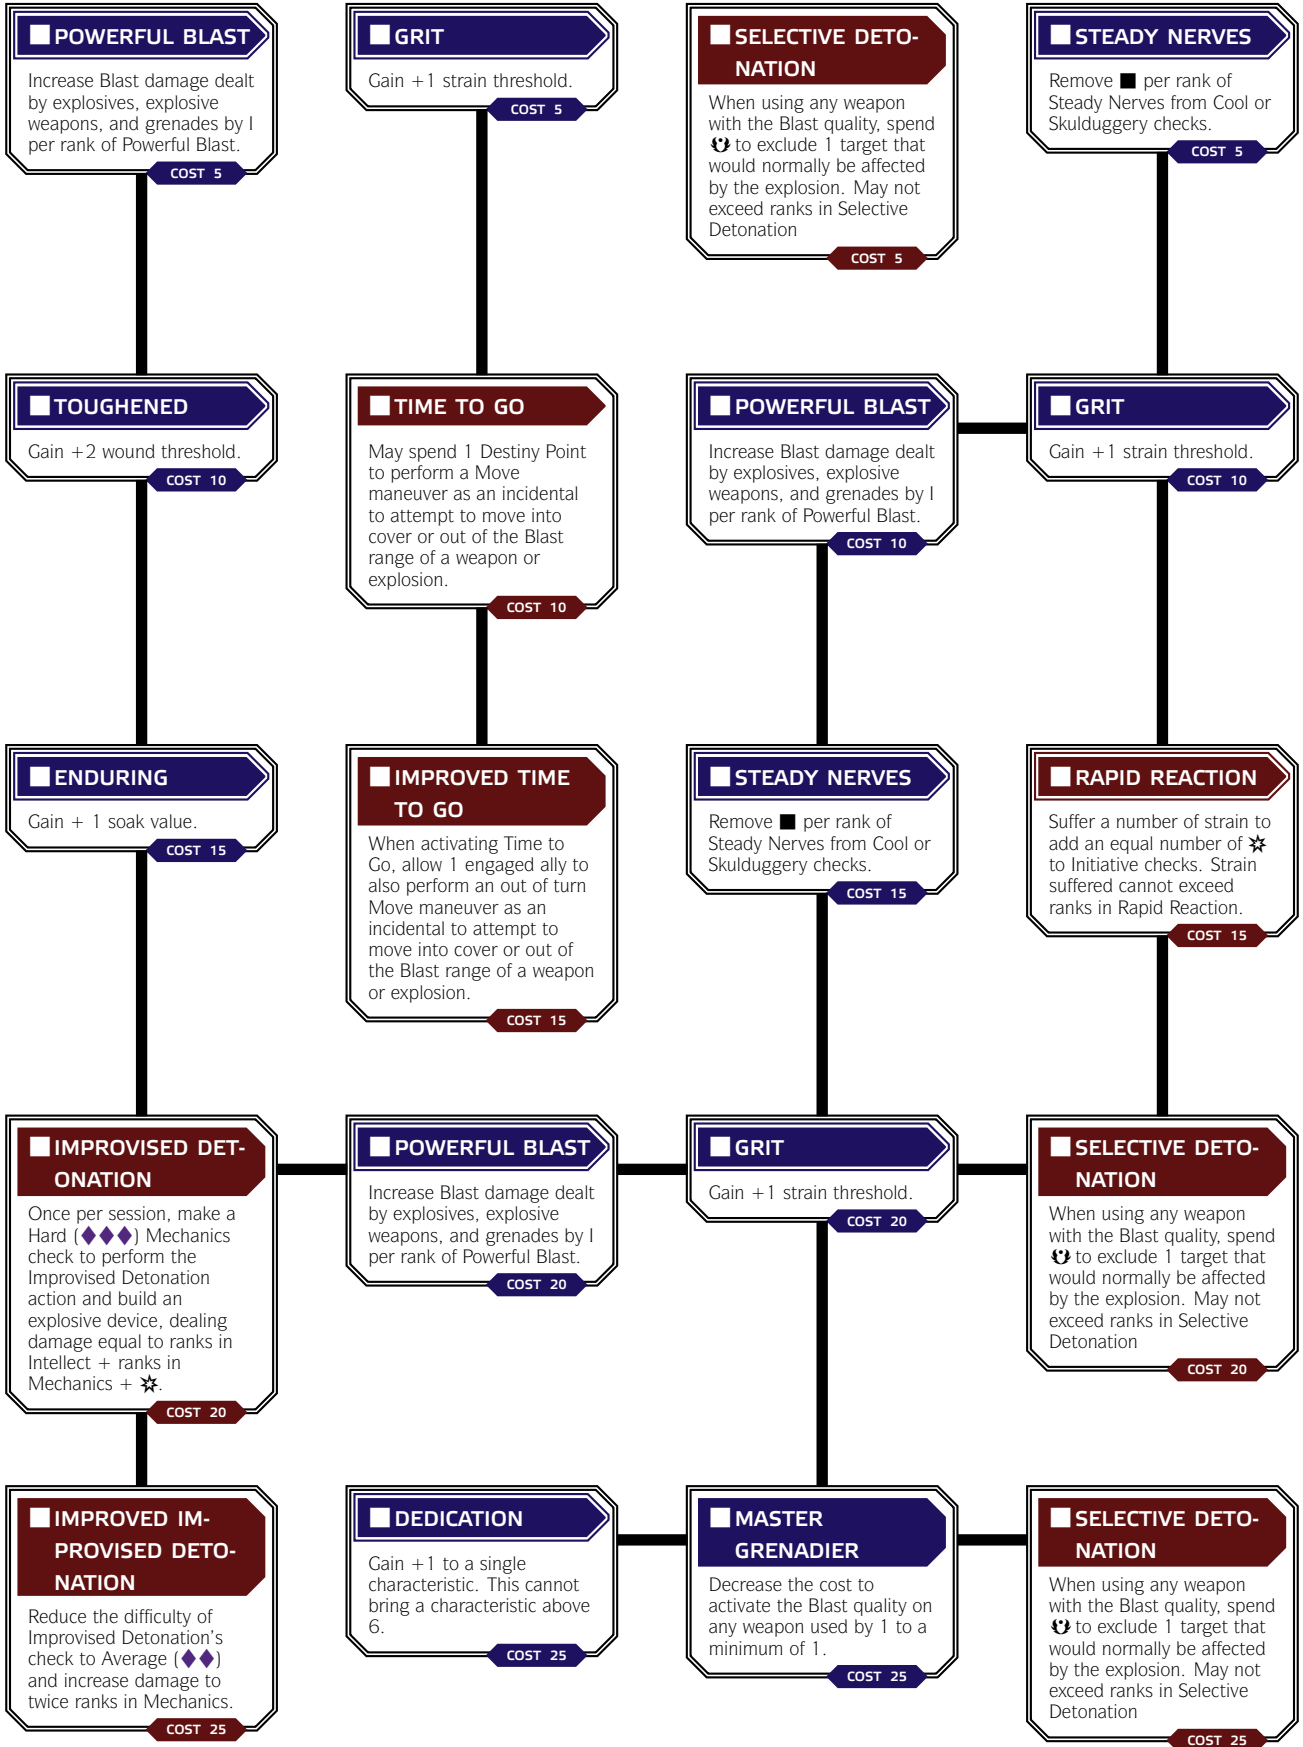 POWERFUL BLAST
Increase Blast damage dealt
by explosives, explosive
weapons, and grenades by I
per rank of Powerful Blast.
COST 5
GRIT
Gain +1 strain threshold.
COST 5
SELECTIVE DETO-
NATION
When using any weapon
with the Blast quality, spend
to exclude 1 target that
would normally be affected
by the explosion. May not
exceed ranks in Selective
Detonation
COST 5
STEADY NERVES
Remove ■ per rank of
Steady Nerves from Cool or
Skulduggery checks.
COST 5
TOUGHENED
Gain +2 wound threshold.
COST 10
TIME TO GO
May spend 1 Destiny Point
to perform a Move
maneuver as an incidental
to attempt to move into
cover or out of the Blast
range of a weapon or
explosion.
COST 10
POWERFUL BLAST
Increase Blast damage dealt
by explosives, explosive
weapons, and grenades by I
per rank of Powerful Blast.
COST 10
GRIT
Gain +1 strain threshold.
COST 10
ENDURING
Gain + 1 soak value.
COST 15
IMPROVED TIME
TO GO
When activating Time to
Go, allow 1 engaged ally to
also perform an out of turn
Move maneuver as an
incidental to attempt to
move into cover or out of
the Blast range of a weapon
or explosion.
COST 15
STEADY NERVES
Remove ■ per rank of
Steady Nerves from Cool or
Skulduggery checks.
COST 15
RAPID REACTION
Suffer a number of strain to
add an equal number of
to Initiative checks. Strain
suffered cannot exceed
ranks in Rapid Reaction.
COST 15
IMPROVISED DET-
ONATION
Once per session, make a
Hard (♦♦♦) Mechanics
check to perform the
Improvised Detonation
action and build an
explosive device, dealing
damage equal to ranks in
Intellect + ranks in
Mechanics + .
COST 20
POWERFUL BLAST
Increase Blast damage dealt
by explosives, explosive
weapons, and grenades by I
per rank of Powerful Blast.
COST 20
GRIT
Gain +1 strain threshold.
COST 20
SELECTIVE DETO-
NATION
When using any weapon
with the Blast quality, spend
to exclude 1 target that
would normally be affected
by the explosion. May not
exceed ranks in Selective
Detonation
COST 20
IMPROVED IM-
PROVISED DETO-
NATION
Reduce the difficulty of
Improvised Detonation's
check to Average (♦♦)
and increase damage to
twice ranks in Mechanics.
COST 25
DEDICATION
Gain +1 to a single
characteristic. This cannot
bring a characteristic above
6.
COST 25
MASTER
GRENADIER
Decrease the cost to
activate the Blast quality on
any weapon used by 1 to a
minimum of 1.
COST 25
SELECTIVE DETO-
NATION
When using any weapon
with the Blast quality, spend
to exclude 1 target that
would normally be affected
by the explosion. May not
exceed ranks in Selective
Detonation
COST 25